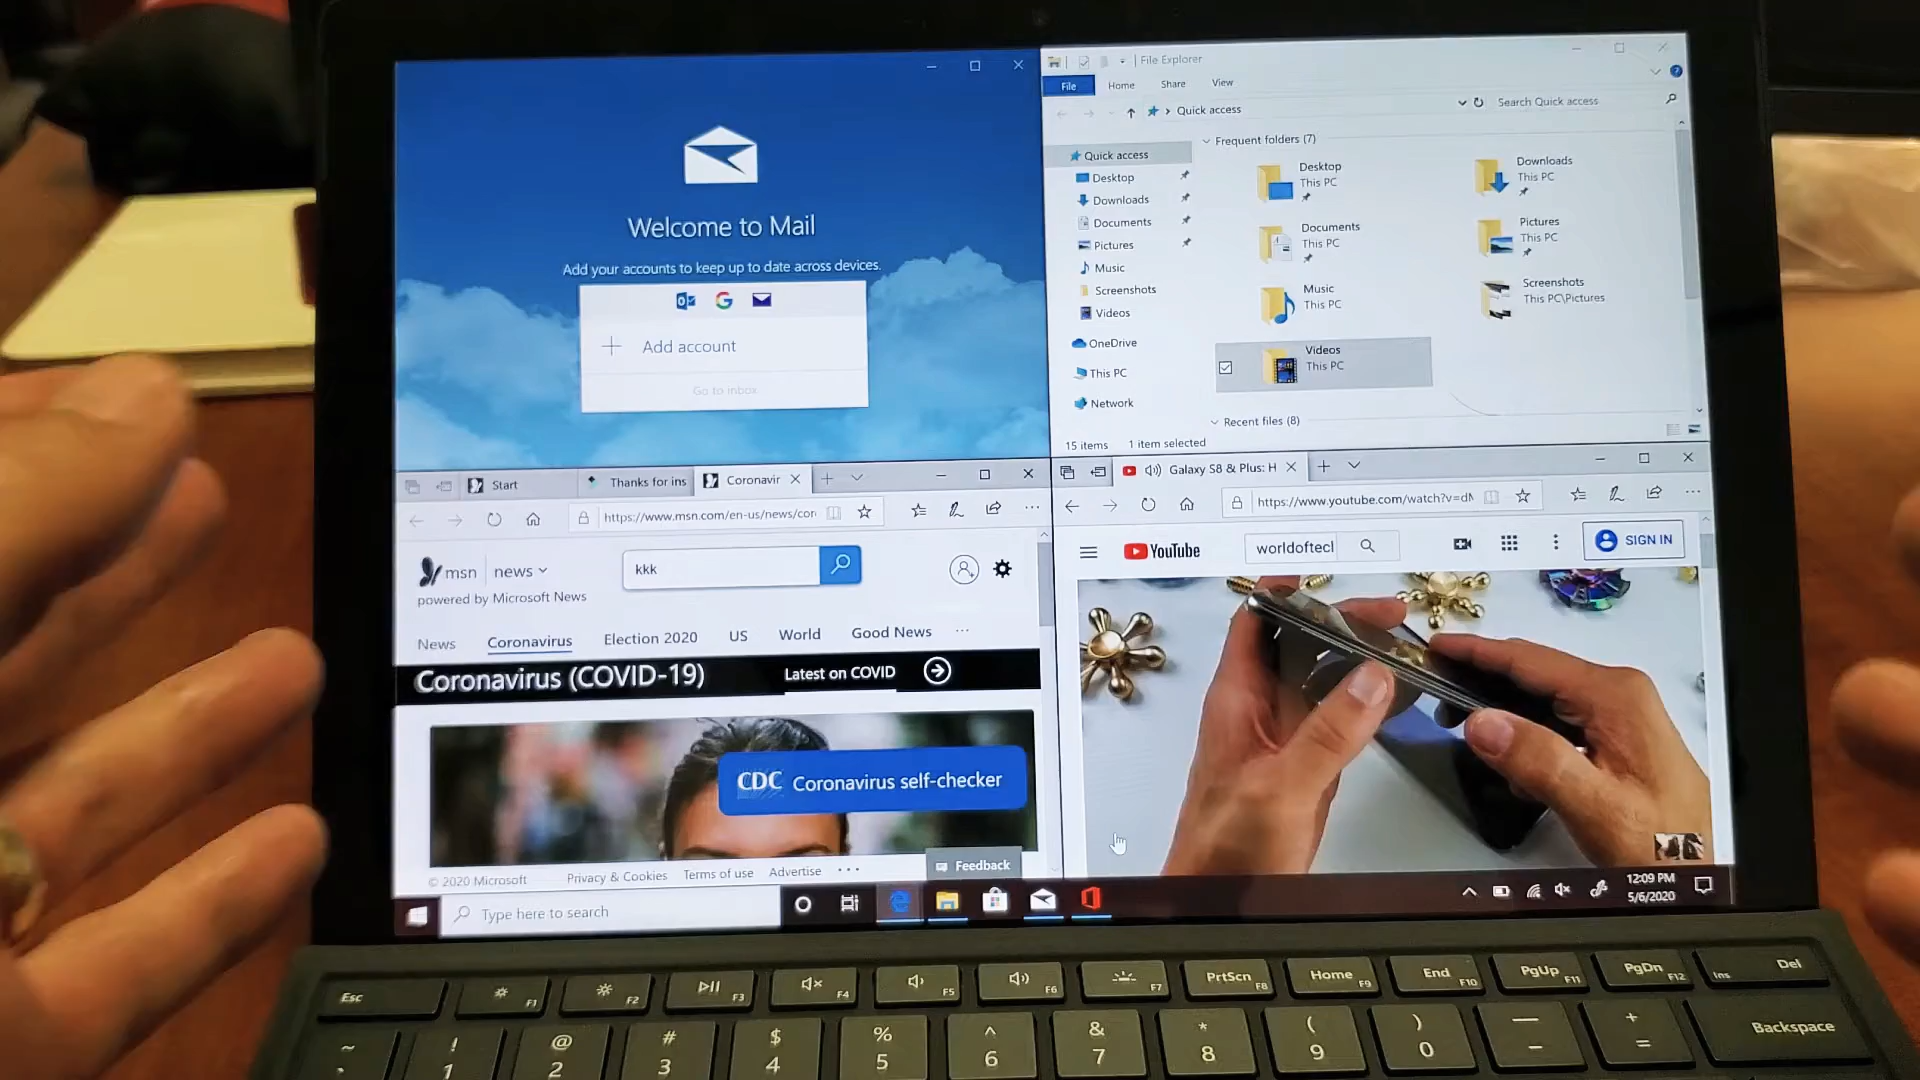 Welcome to Mail
Add your accounts to keep up to date across devices.
Add account
Go to inbox
File Explorer
File
Home
Share
View
Quick access
Search Quick access
Quick access
Desktop
Downloads
Documents
Pictures
Music
Screenshots
Videos
OneDrive
This PC
Network
Frequent folders (7)
Desktop
This PC
Downloads
This PC
Documents
This PC
Pictures
This PC
Music
This PC
Screenshots
This PC\Pictures
Videos
This PC
Recent files (8)
15 items
1 item selected
Start
Thanks for ins
Coronavir
https://www.msn.com/en-us/news/cor
msn
news
powered by Microsoft News
kkk
News
Coronavirus
Election 2020
US
World
Good News
Coronavirus (COVID-19)
Latest on COVID
CDC Coronavirus self-checker
Feedback
© 2020 Microsoft
Privacy & Cookies
Terms of use
Advertise
Galaxy S8 & Plus: H
https://www.youtube.com/watch?v=dM
YouTube
worldoftecl
SIGN IN
Type here to search
12:09 PM
5/6/2020
Esc
F1
F2
F3
F4
F5
F6
F7
PrtScn F8
Home F9
End F10
PgUp F11
PgDn F12
Ins
Del
~
`
! 1
@ 2
# 3
$ 4
% 5
^ 6
& 7
* 8
( 9
) 0
— -
+ =
Backspace